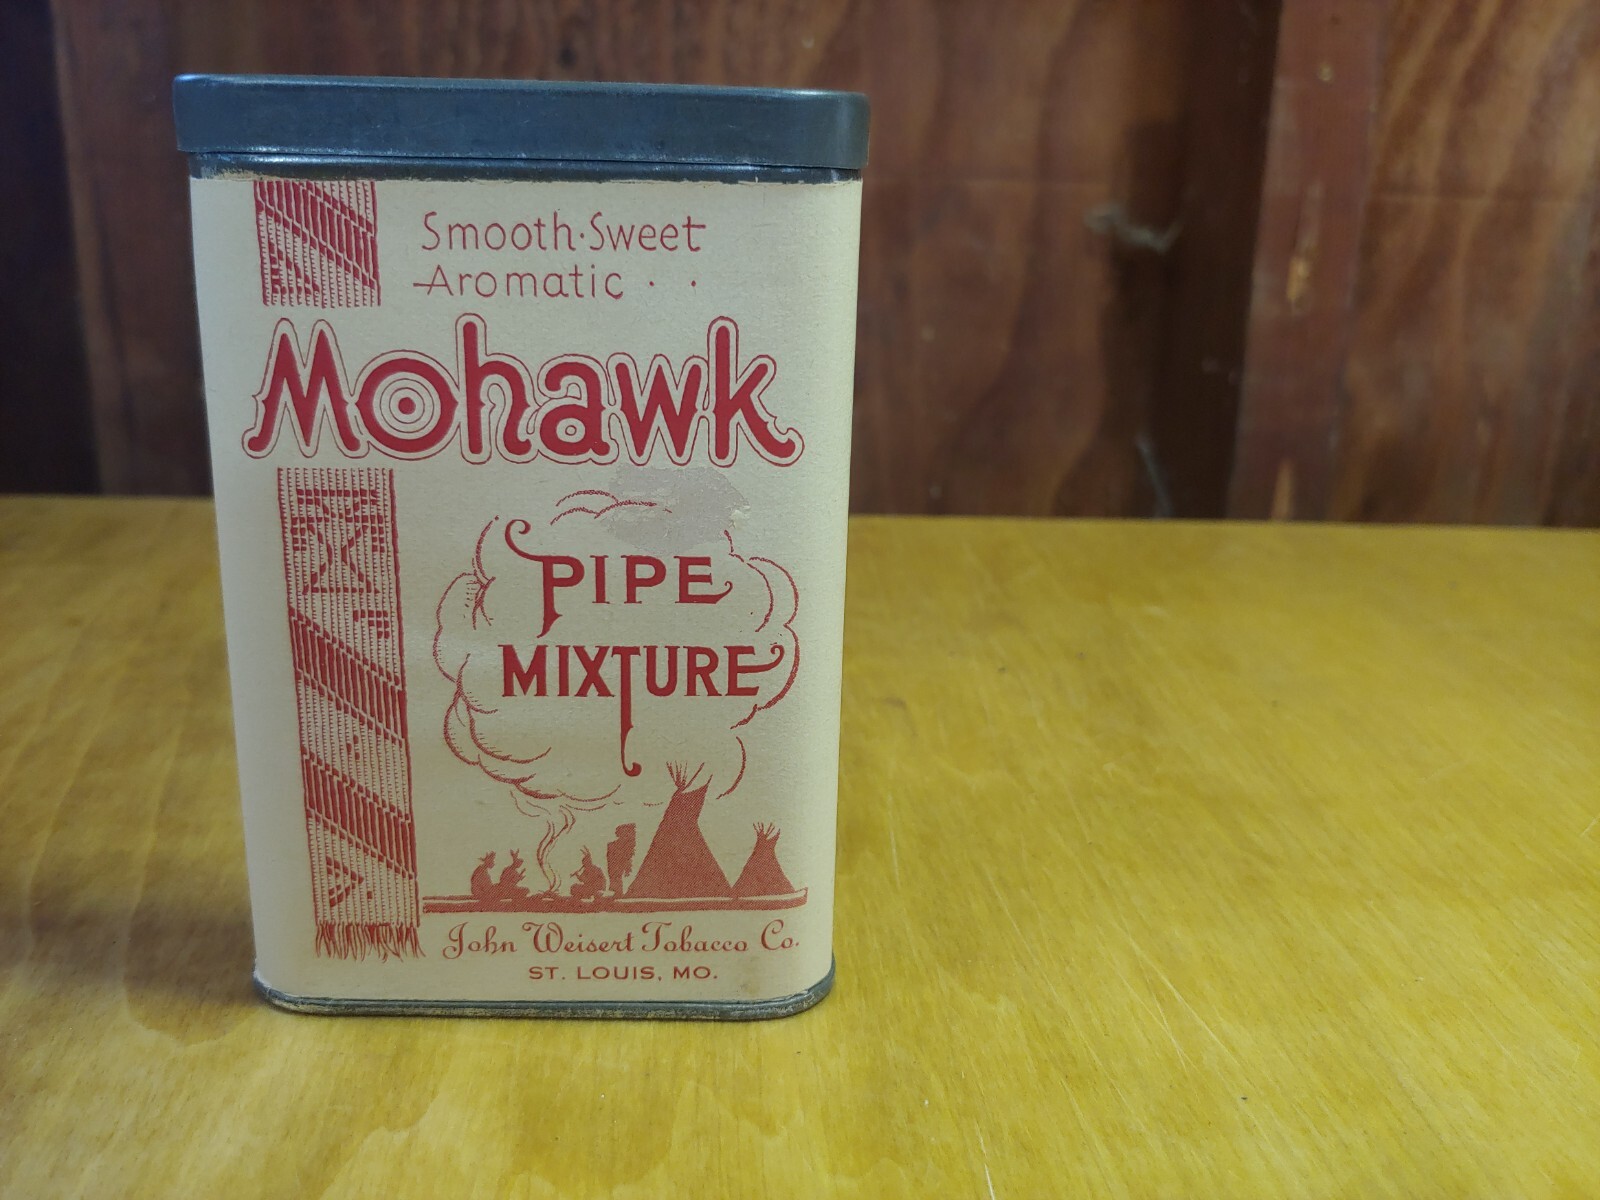 Smooth·Sweet
Aromatic · ·
Mohawk
PIPE
MIXTURE
John Weisert Tobacco Co.
ST. LOUIS, MO.